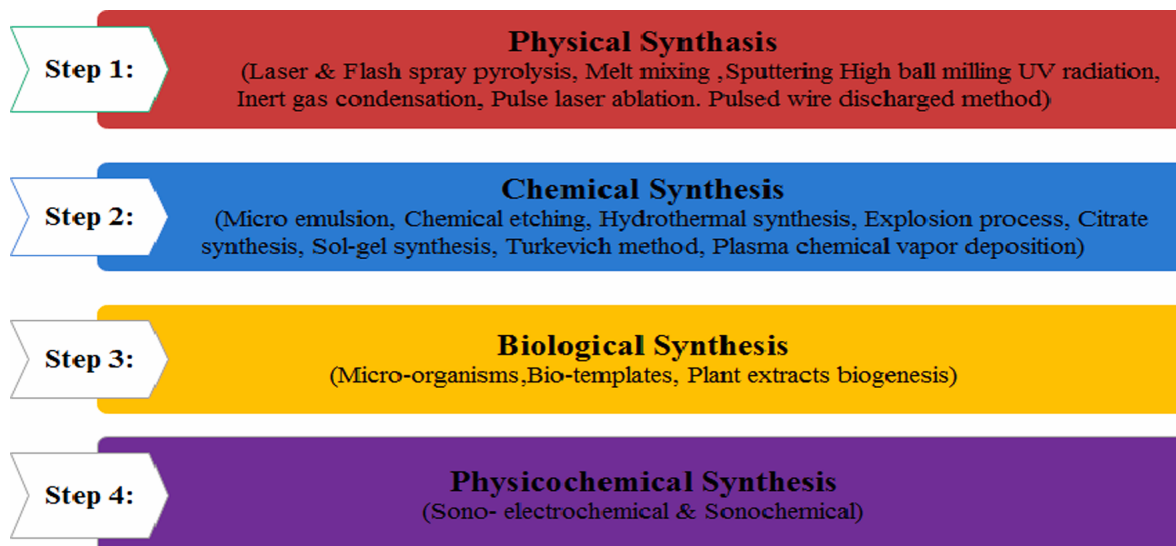 Step 1:
Physical Synthasis
(Laser & Flash spray pyrolysis, Melt mixing ,Sputtering High ball milling UV radiation,
Inert gas condensation, Pulse laser ablation. Pulsed wire discharged method)
Step 2:
Chemical Synthesis
(Micro emulsion, Chemical etching, Hydrothermal synthesis, Explosion process, Citrate
synthesis, Sol-gel synthesis, Turkevich method, Plasma chemical vapor deposition)
Step 3:
Biological Synthesis
(Micro-organisms,Bio-templates, Plant extracts biogenesis)
Step 4:
Physicochemical Synthesis
(Sono- electrochemical & Sonochemical)